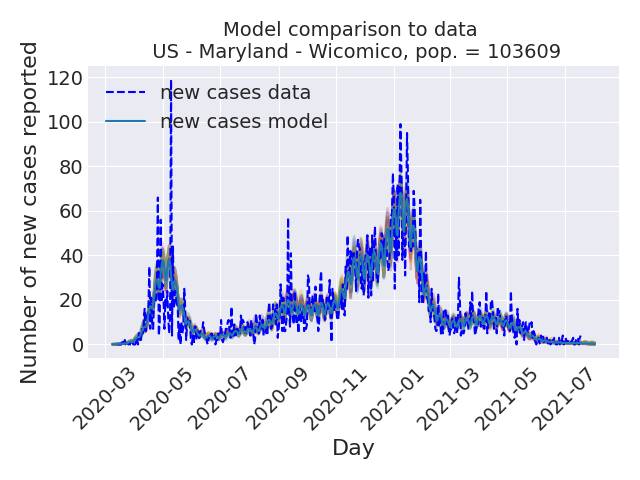 Model comparison to data
US - Maryland - Wicomico, pop. = 103609
Number of new cases reported
120
100
80
60
40
20
0
new cases data
new cases model
2020-03
2020-05
2020-07
2020-09
2020-11
2021-01
2021-03
2021-05
2021-07
Day